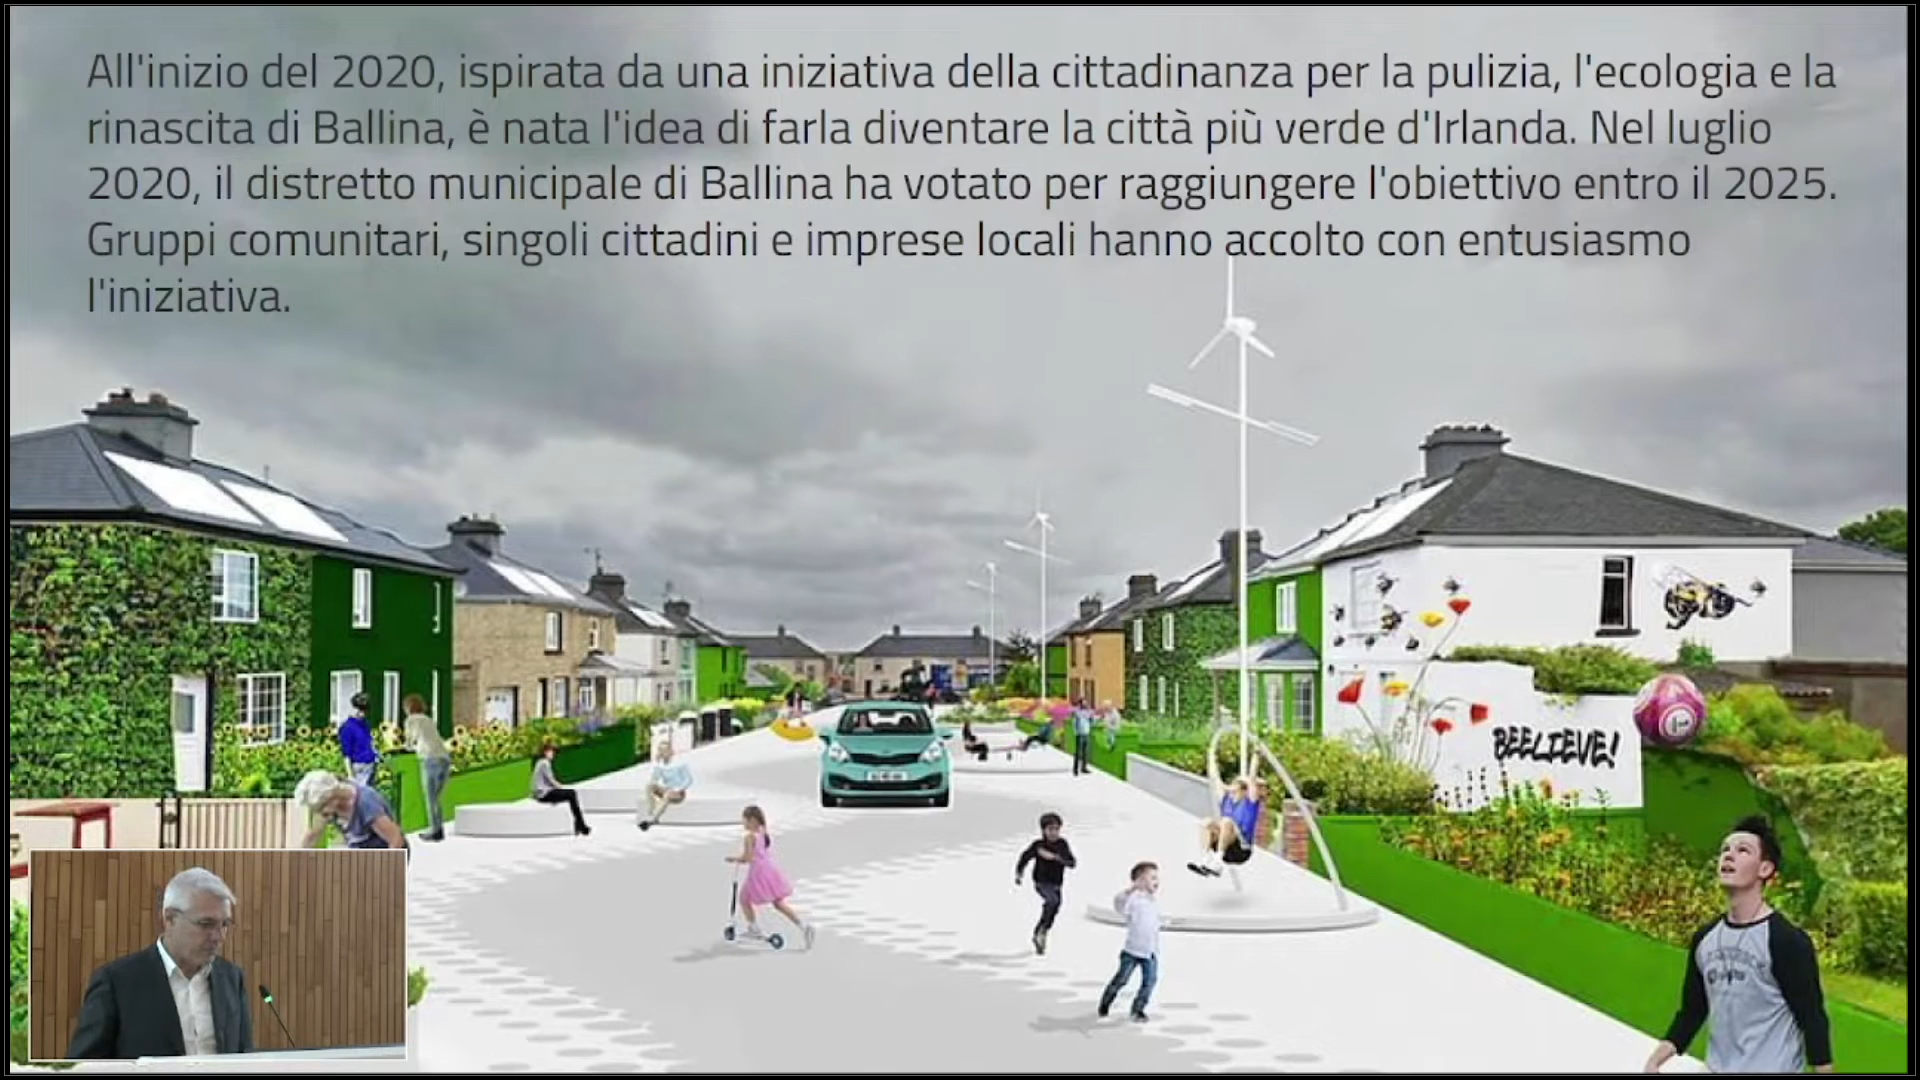 All'inizio del 2020, ispirata da una iniziativa della cittadinanza per la pulizia, l'ecologia e la
rinascita di Ballina, è nata l'idea di farla diventare la città più verde d'Irlanda. Nel luglio
2020, il distretto municipale di Ballina ha votato per raggiungere l'obiettivo entro il 2025.
Gruppi comunitari, singoli cittadini e imprese locali hanno accolto con entusiasmo
l'iniziativa.
BEELIEVE!
1